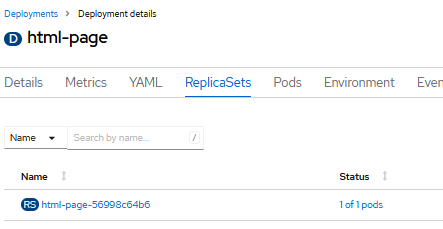 Deployments > Deployment details
D html-page
Details Metrics YAML ReplicaSets Pods Environment Even
Name Search by name... /
Name Status
RS html-page-56998c64b6 1 of 1 pods